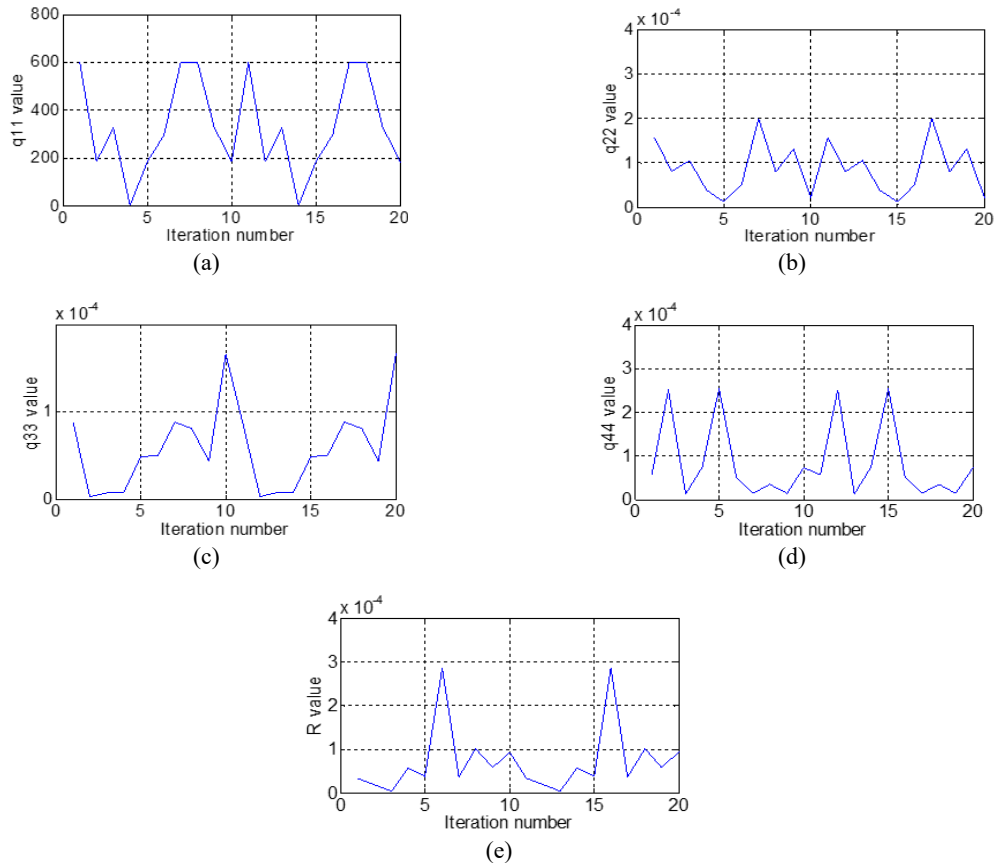 800
600
400
200
0
q11 value
0 5 10 15 20
Iteration number
(a)
x 10-4
4
3
2
1
0
q22 value
0 5 10 15 20
Iteration number
(b)
x 10-4
1
0
q33 value
0 5 10 15 20
Iteration number
(c)
x 10-4
4
3
2
1
0
q44 value
0 5 10 15 20
Iteration number
(d)
x 10-4
4
3
2
1
0
R value
0 5 10 15 20
Iteration number
(e)